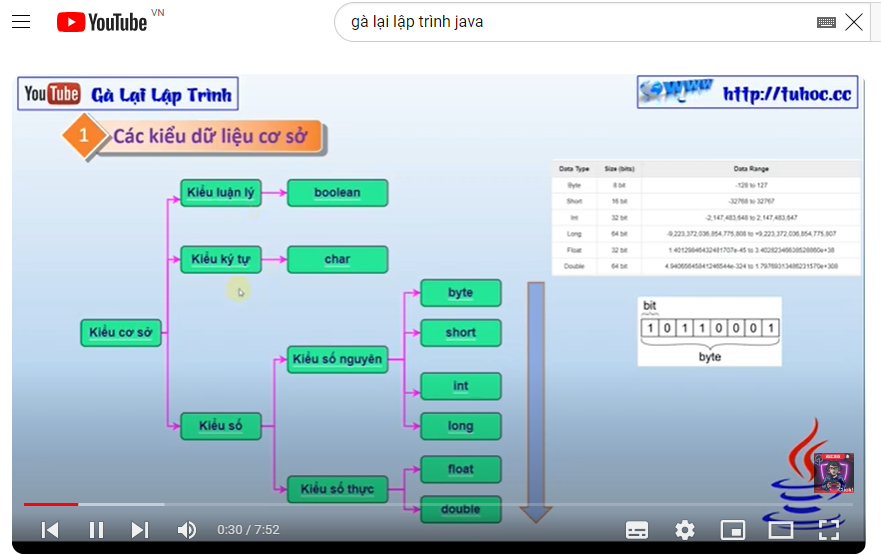 YouTube VN
gà lại lập trình java
YouTube Gà Lại Lập Trình
www http://tuhoc.cc
1 Các kiểu dữ liệu cơ sở
Kiểu luận lý
boolean
Kiểu ký tự
char
Kiểu cơ sở
Kiểu số
Kiểu số nguyên
byte
short
int
long
Kiểu số thực
float
double
Data Type Size (bits) Data Range
Byte 8 bit -128 to 127
Short 16 bit -32768 to 32767
Int 32 bit -2,147,483,648 to 2,147,483,647
Long 64 bit -9,223,372,036,854,775,808 to +9,223,372,036,854,775,807
Float 32 bit 1.40129846432481707e-45 to 3.40282346638528860e+38
Double 64 bit 4.94065645841246544e-324 to 1.79769313486231570e+308
bit
1 0 1 1 0 0 0 1
byte
0:30 / 7:52